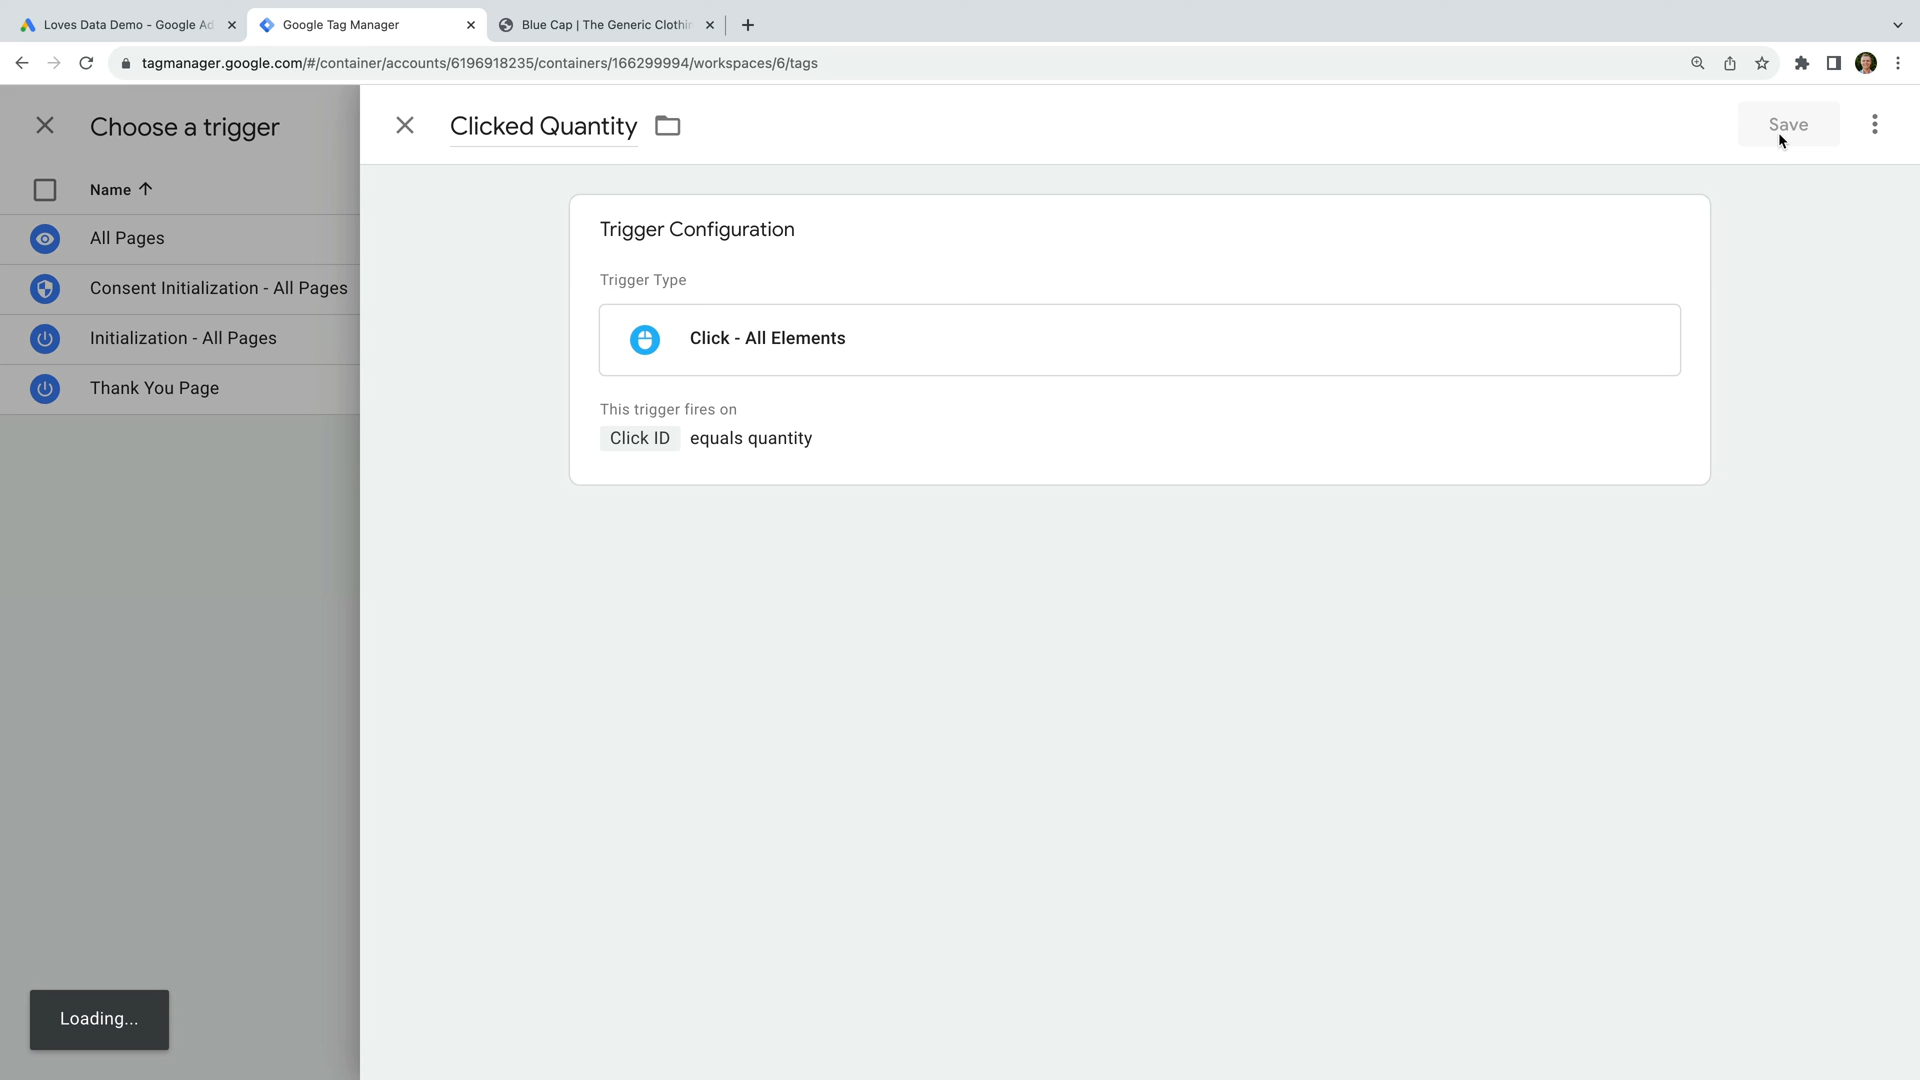 Loves Data Demo - Google Ad
Google Tag Manager
Blue Cap | The Generic Clothin
tagmanager.google.com/#/container/accounts/6196918235/containers/166299994/workspaces/6/tags
Choose a trigger
Name
All Pages
Consent Initialization - All Pages
Initialization - All Pages
Thank You Page
Loading...
Clicked Quantity
Save
Trigger Configuration
Trigger Type
Click - All Elements
This trigger fires on
Click ID equals quantity